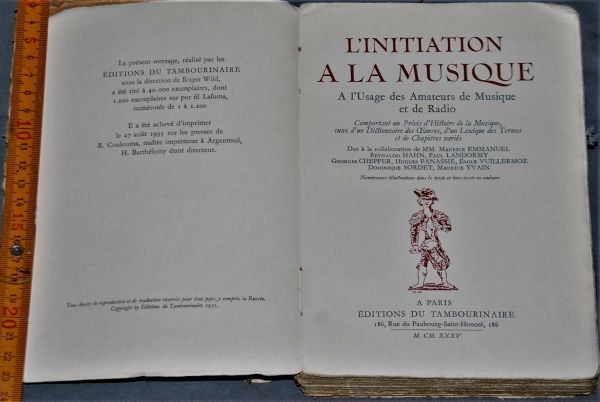 Le présent ouvrage, réalisé par les
ÉDITIONS DU TAMBOURINAIRE
sous la direction de Roger Wild,
a été tiré à 40.000 exemplaires, dont
1.200 exemplaires sur pur fil Lafuma,
numérotés de 1 à 1.200
Il a été achevé d'imprimer
le 27 août 1935 sur les presses de
R. Coulouma, maître imprimeur à Argenteuil,
H. Barthélemy étant directeur.
Tous droits de reproduction et de traduction réservés pour tous pays, y compris la Russie.
Copyright by Éditions du Tambourinaire 1935.
L'INITIATION
A LA MUSIQUE
A l'Usage des Amateurs de Musique
et de Radio
Comportant un Précis d'Histoire de la Musique,
suivi d'un Dictionnaire des Œuvres, d'un Lexique des Termes
et de Chapitres variés
Dus à la collaboration de MM. Maurice EMMANUEL
Reynaldo HAHN, Paul LANDORMY
Georges CHEPFER, Hugues PANASSIÉ, Émile VUILLERMOZ
Dominique SORDET, Maurice YVAIN
Nombreuses illustrations dans le texte et hors-textes en couleurs
A PARIS
ÉDITIONS DU TAMBOURINAIRE
186, Rue du Faubourg-Saint-Honoré, 186
M. CM. XXXV